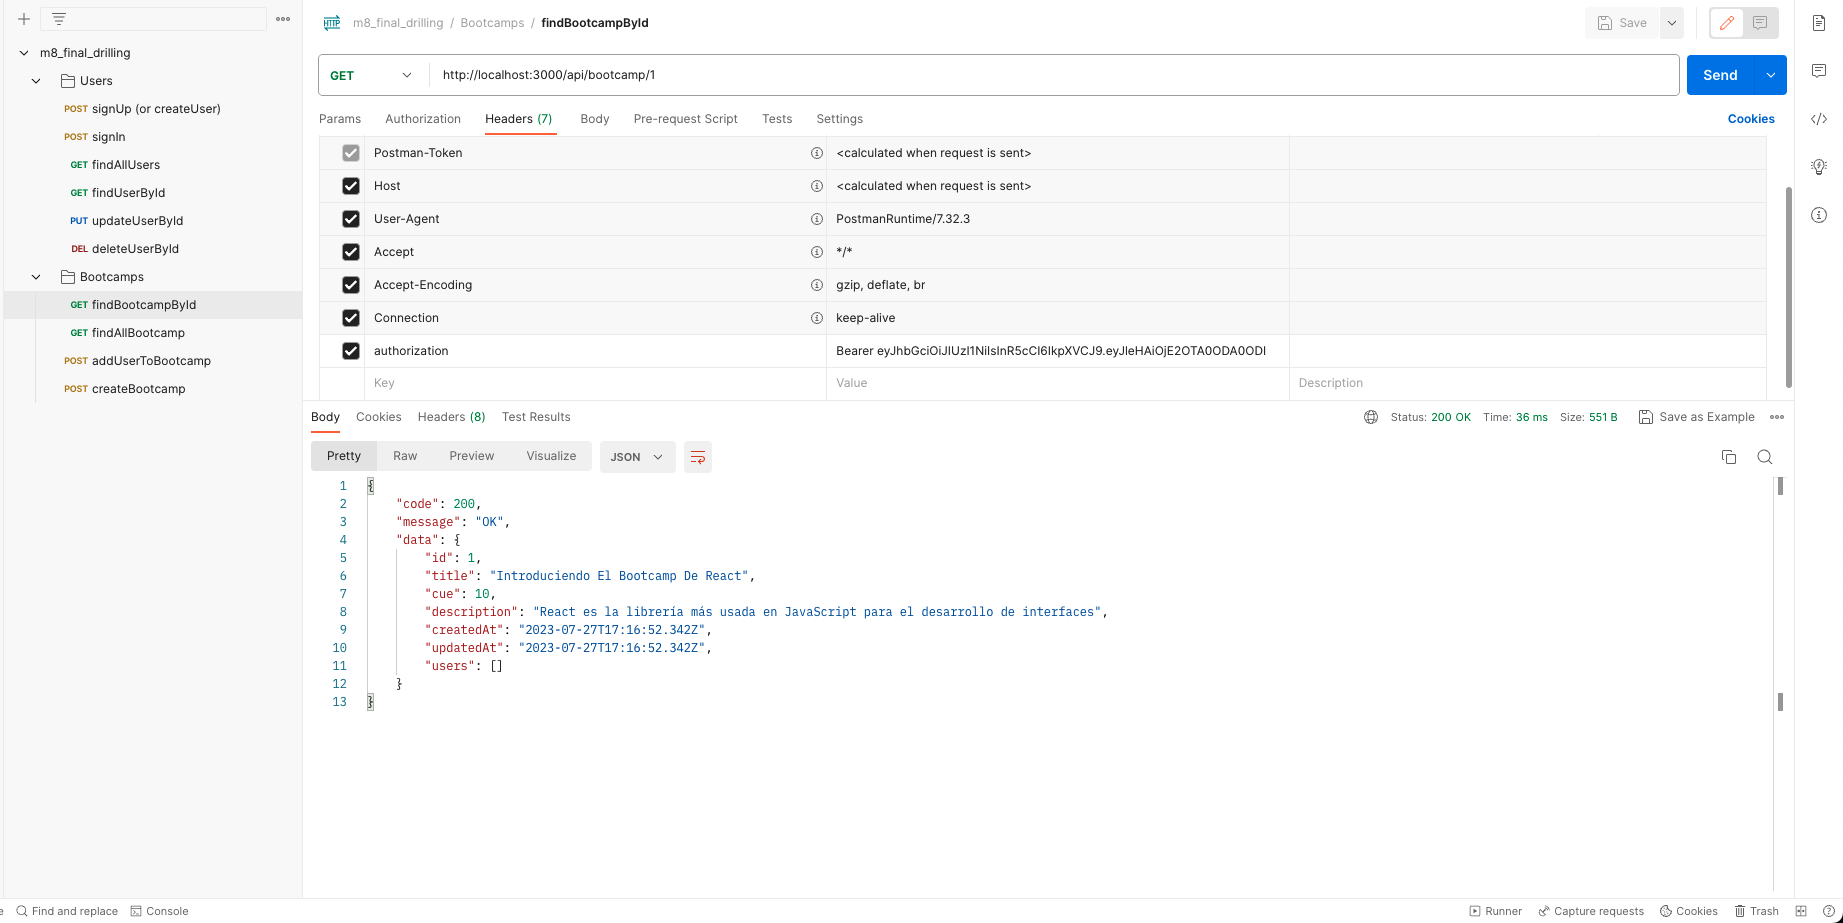 m8_final_drilling
Users
POST signUp (or createUser)
POST signIn
GET findAllUsers
GET findUserById
PUT updateUserById
DEL deleteUserById
Bootcamps
GET findBootcampById
GET findAllBootcamp
POST addUserToBootcamp
POST createBootcamp
HTTP m8_final_drilling / Bootcamps / findBootcampById
Save
GET http://localhost:3000/api/bootcamp/1
Send
Params Authorization Headers (7) Body Pre-request Script Tests Settings Cookies
Postman-Token <calculated when request is sent>
Host <calculated when request is sent>
User-Agent PostmanRuntime/7.32.3
Accept */*
Accept-Encoding gzip, deflate, br
Connection keep-alive
authorization Bearer
Key Value Description
Body Cookies Headers (8) Test Results Status: 200 OK Time: 36 ms Size: 551 B Save as Example
Pretty Raw Preview Visualize JSON
1 {
2 "code": 200,
3 "message": "OK",
4 "data": {
5 "id": 1,
6 "title": "Introduciendo El Bootcamp De React",
7 "cue": 10,
8 "description": "React es la librería más usada en JavaScript para el desarrollo de interfaces",
9 "createdAt": "2023-07-27T17:16:52.342Z",
10 "updatedAt": "2023-07-27T17:16:52.342Z",
11 "users": []
12 }
13 }
Find and replace Console Runner Capture requests Cookies Trash